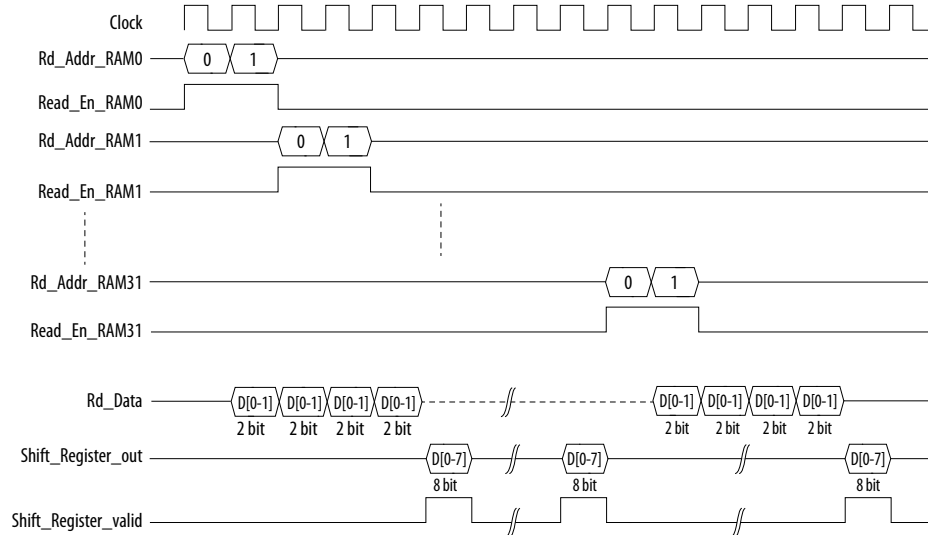 Clock
Rd_Addr_RAM0 0 1
Read_En_RAM0
Rd_Addr_RAM1 0 1
Read_En_RAM1
Rd_Addr_RAM31 0 1
Read_En_RAM31
Rd_Data D[0-1] D[0-1] D[0-1] D[0-1] D[0-1] D[0-1] D[0-1] D[0-1]
2 bit 2 bit 2 bit 2 bit 2 bit 2 bit 2 bit 2 bit
Shift_Register_out D[0-7] D[0-7] D[0-7]
8 bit 8 bit 8 bit
Shift_Register_valid